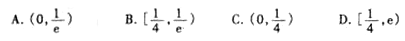 A. (0, 1/e) B. [1/4, 1/e) C. (0, 1/4) D. [1/4, e)